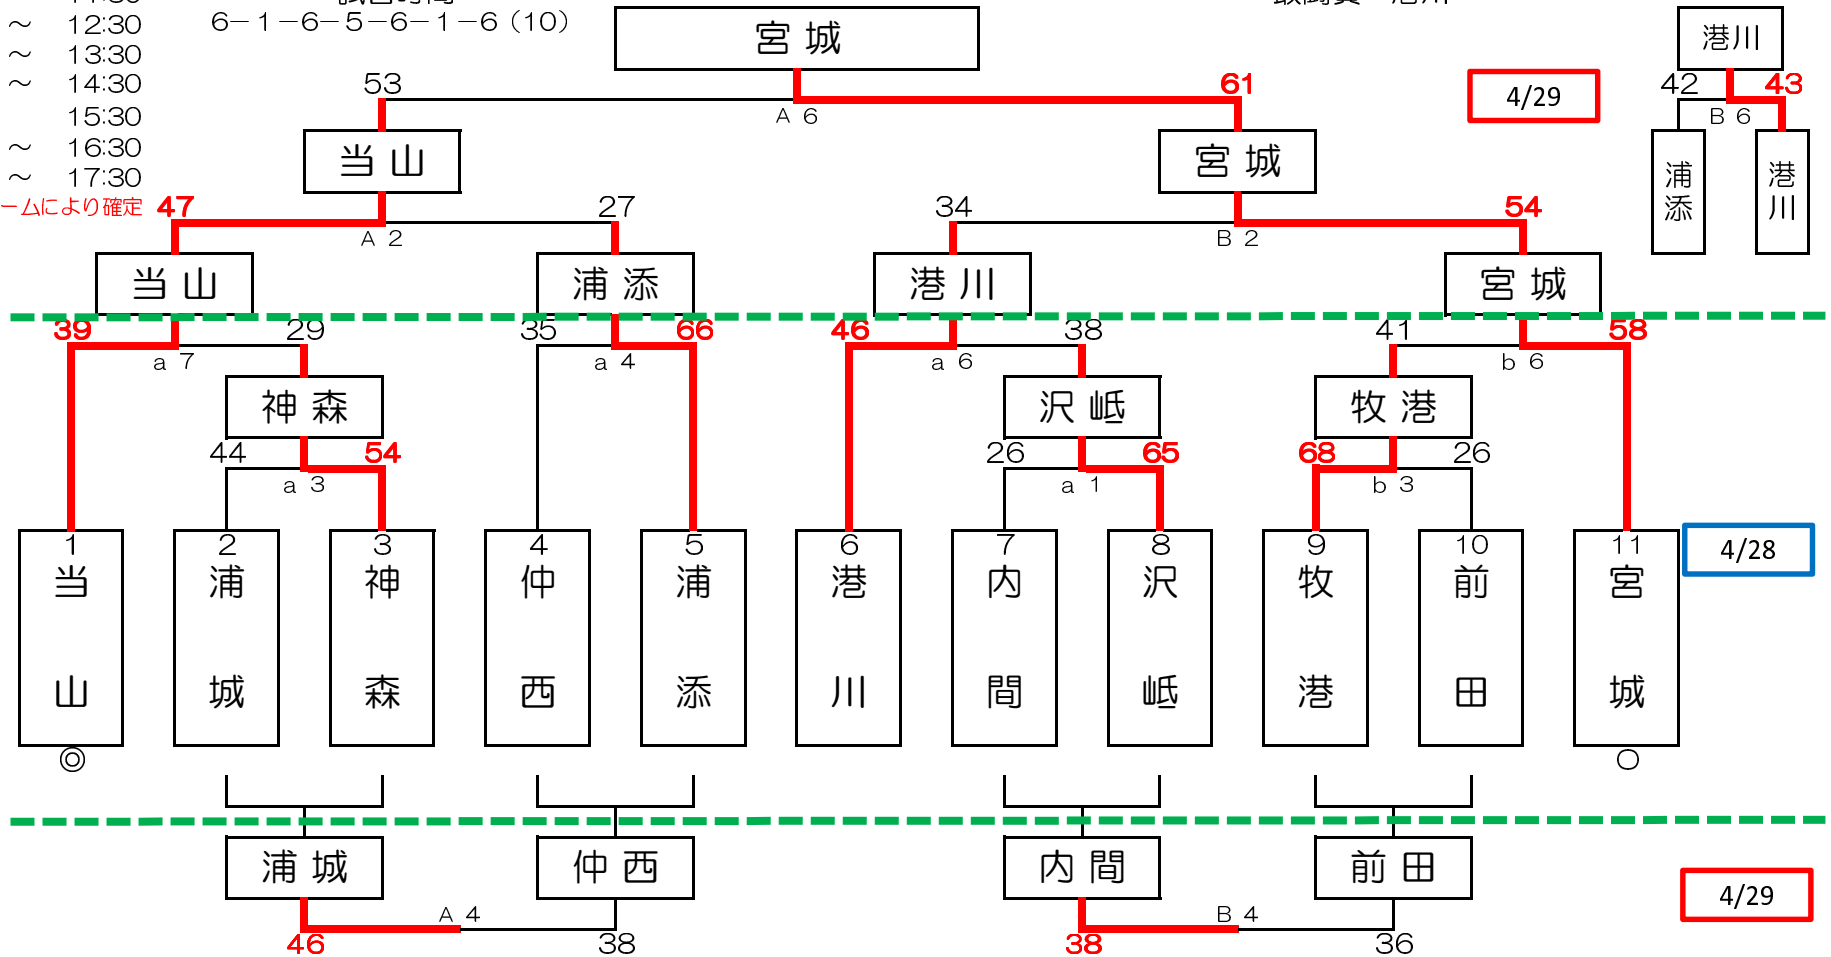 ～ 12:30 6－1－6－5－6－1－6（10）
～ 13:30
～ 14:30
15:30
～ 16:30
～ 17:30
ームにより確定
宮城
港川
53 61
A 6
4/29
42 43
B 6
当山 宮城
浦添 港川
47 27 34 54
A 2 B 2
当山 浦添 港川 宮城
39 29 35 66 46 38 41 58
a 7 a 4 a 6 b 6
神森 沢岻 牧港
44 54 26 65 68 26
a 3 a 1 b 3
1 2 3 4 5 6 7 8 9 10 11
当山 浦城 神森 仲西 浦添 港川 内間 沢岻 牧港 前田 宮城
4/28
◎ ○
浦城 仲西 内間 前田
4/29
A 4 B 4
46 38 38 36